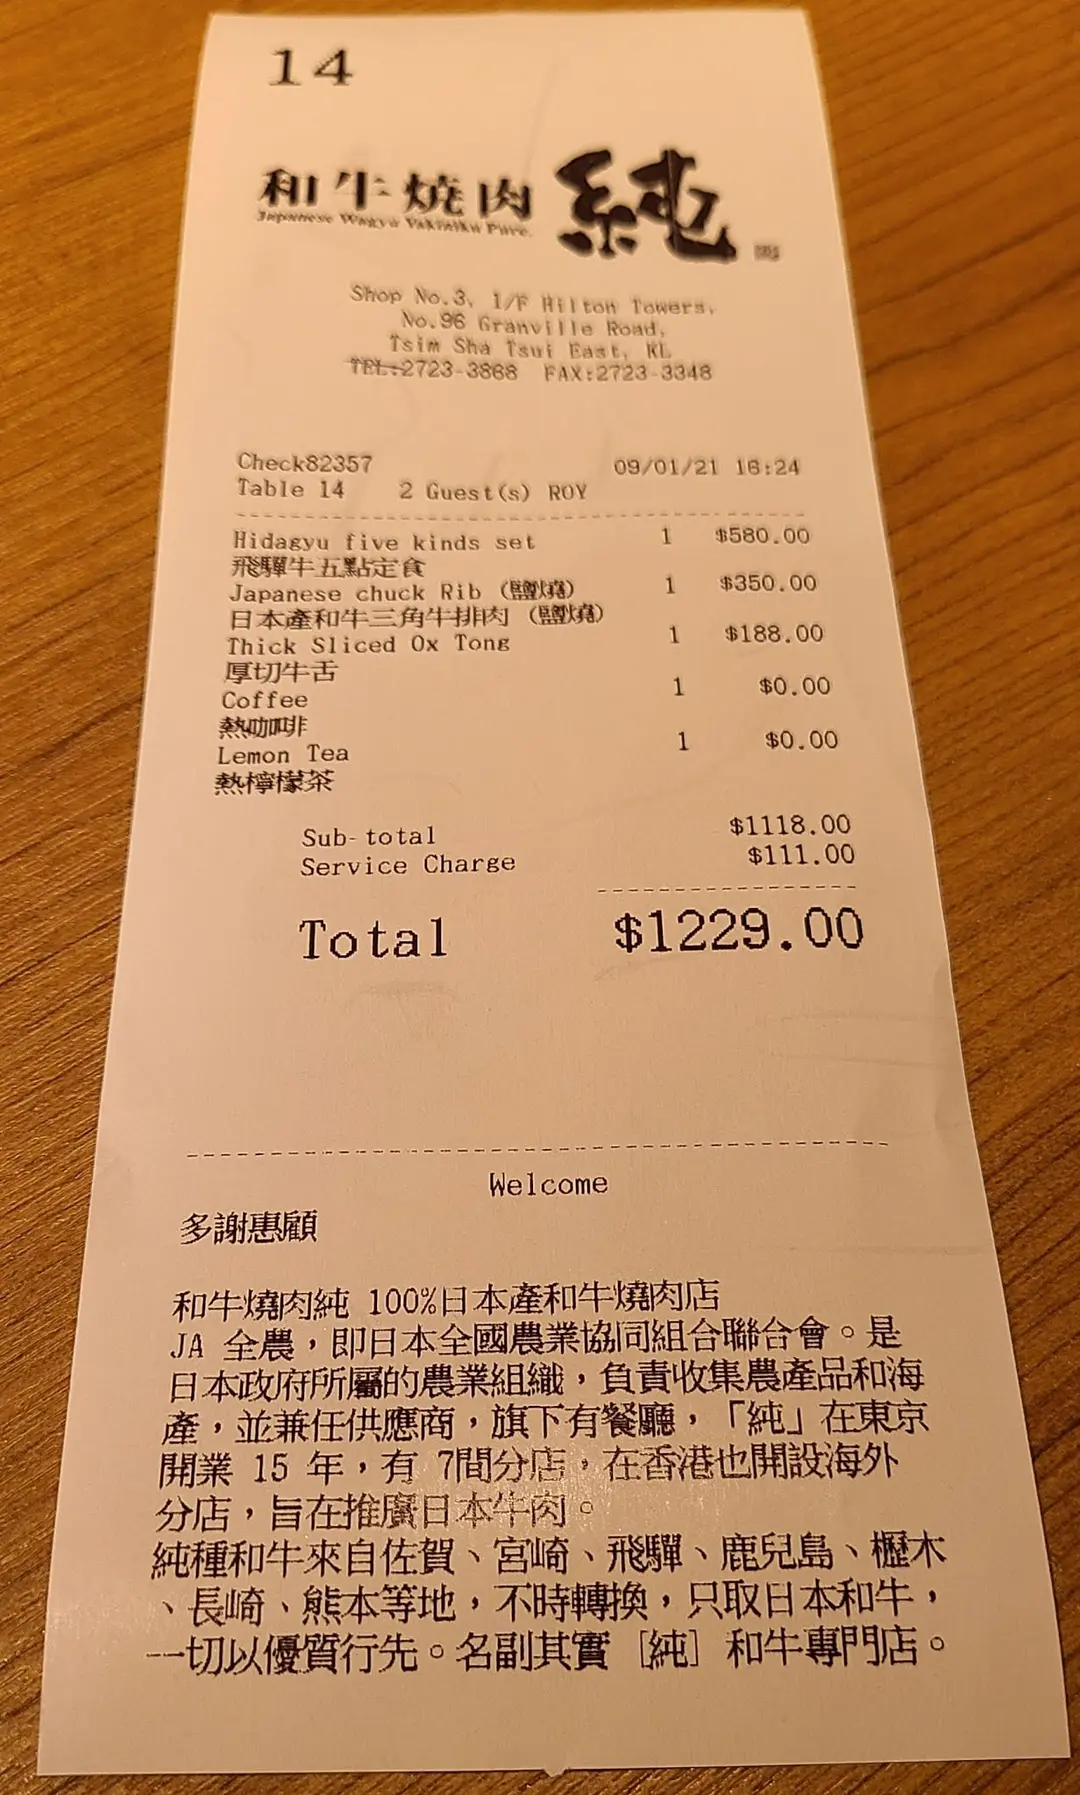 14
和牛燒肉 純
Japanese Wagyu Yakiniku Pure.
Shop No.3, 1/F Hilton Towers,
No.96 Granville Road,
Tsim Sha Tsui East, KL
TEL:2723-3868 FAX:2723-3348
Check82357 09/01/21 16:24
Table 14 2 Guest(s) ROY
Hidagyu five kinds set 1 $580.00
飛驒牛五點定食
Japanese chuck Rib (鹽燒) 1 $350.00
日本產和牛三角牛排肉 (鹽燒)
Thick Sliced Ox Tong 1 $188.00
厚切牛舌
Coffee 1 $0.00
熱咖啡
Lemon Tea 1 $0.00
熱檸檬茶
Sub-total $1118.00
Service Charge $111.00
Total $1229.00
Welcome
多謝惠顧
和牛燒肉純 100%日本產和牛燒肉店
JA 全農，即日本全國農業協同組合聯合會。是
日本政府所屬的農業組織，負責收集農產品和海
產，並兼任供應商，旗下有餐廳，「純」在東京
開業 15 年，有 7間分店，在香港也開設海外
分店，旨在推廣日本牛肉。
純種和牛來自佐賀、宮崎、飛驒、鹿兒島、櫪木
、長崎、熊本等地，不時轉換，只取日本和牛，
一切以優質行先。名副其實［純］和牛專門店。